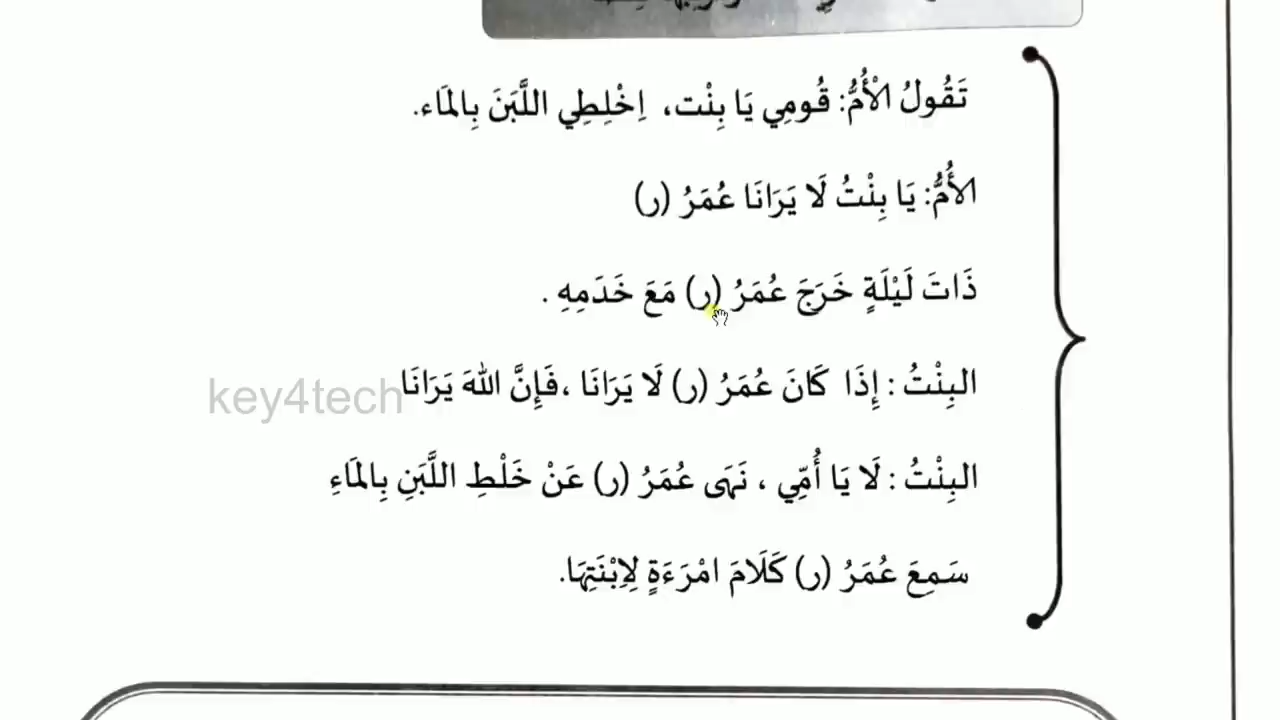 تَقُولُ الْأُمُّ: قُومِي يَا بِنْت، اِخْلِطِي اللَّبَنَ بِالمَاء.
الأُمُّ: يَا بِنْتُ لَا يَرَانَا عُمَرُ (ر)
ذَاتَ لَيْلَةٍ خَرَجَ عُمَرُ (ر) مَعَ خَدَمِهِ .
البِنْتُ : إِذَا كَانَ عُمَرُ (ر) لَا يَرَانَا ،فَإِنَّ اللهَ يَرَانَا
key4tech
البِنْتُ : لَا يَا أُمِّي ، نَهَى عُمَرُ (ر) عَنْ خَلْطِ اللَّبَنِ بِالمَاءِ
سَمِعَ عُمَرُ (ر) كَلَامَ امْرَءَةٍ لِاِبْنَتِهَا.